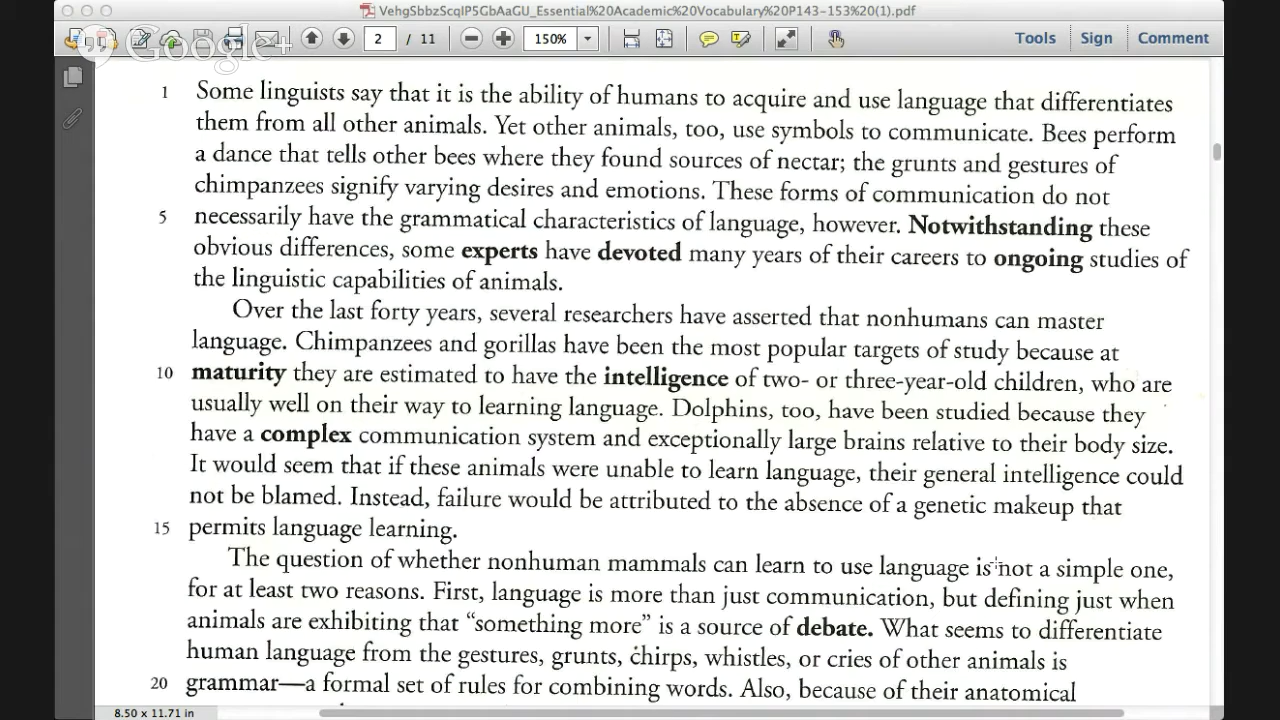 VehgSbbzScqIP5GbAaGU_Essential%20Academic%20Vocabulary%20P143-153%20(1).pdf
Google+
2 / 11 150% Tools Sign Comment
1 Some linguists say that it is the ability of humans to acquire and use language that differentiates
them from all other animals. Yet other animals, too, use symbols to communicate. Bees perform
a dance that tells other bees where they found sources of nectar; the grunts and gestures of
chimpanzees signify varying desires and emotions. These forms of communication do not
5 necessarily have the grammatical characteristics of language, however. Notwithstanding these
obvious differences, some experts have devoted many years of their careers to ongoing studies of
the linguistic capabilities of animals.
Over the last forty years, several researchers have asserted that nonhumans can master
language. Chimpanzees and gorillas have been the most popular targets of study because at
10 maturity they are estimated to have the intelligence of two- or three-year-old children, who are
usually well on their way to learning language. Dolphins, too, have been studied because they
have a complex communication system and exceptionally large brains relative to their body size.
It would seem that if these animals were unable to learn language, their general intelligence could
not be blamed. Instead, failure would be attributed to the absence of a genetic makeup that
15 permits language learning.
The question of whether nonhuman mammals can learn to use language is not a simple one,
for at least two reasons. First, language is more than just communication, but defining just when
animals are exhibiting that “something more” is a source of debate. What seems to differentiate
human language from the gestures, grunts, chirps, whistles, or cries of other animals is
20 grammar—a formal set of rules for combining words. Also, because of their anatomical
8.50 x 11.71 in